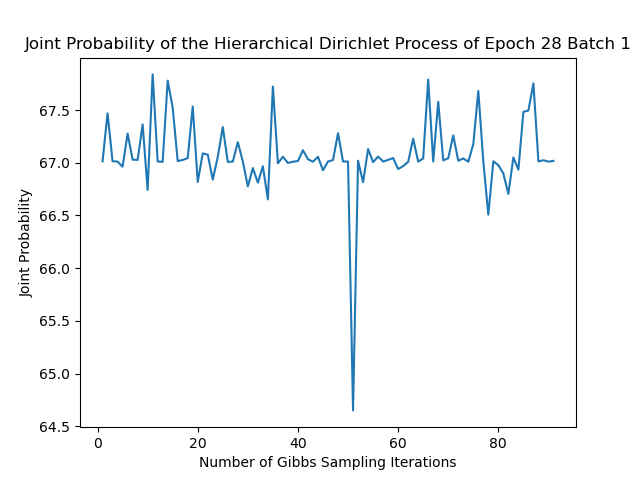 Joint Probability of the Hierarchical Dirichlet Process of Epoch 28 Batch 1
67.5
67.0
66.5
66.0
65.5
65.0
64.5
Joint Probability
0 20 40 60 80
Number of Gibbs Sampling Iterations